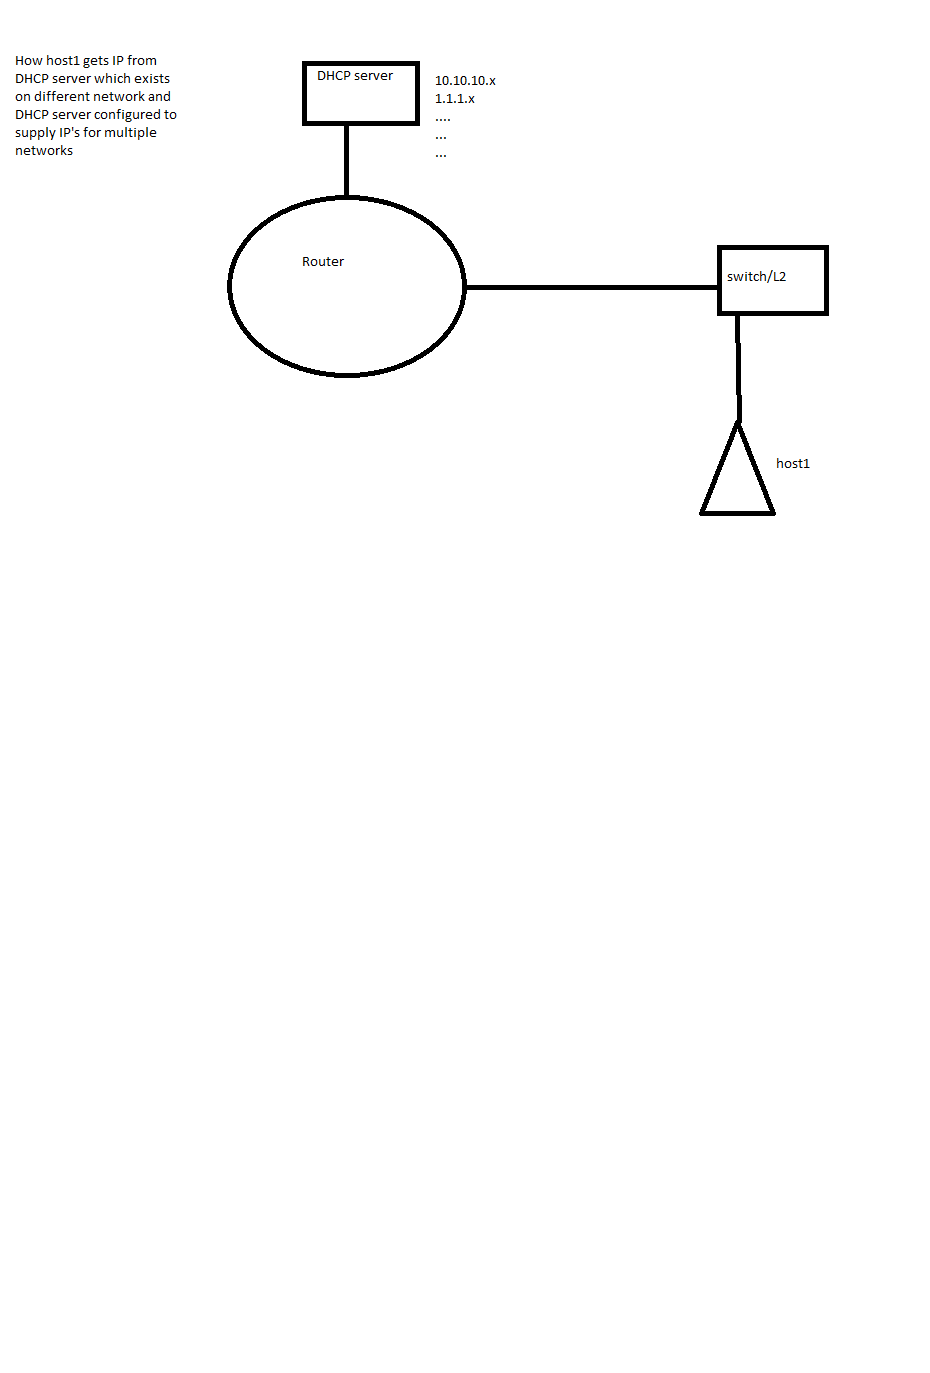 How host1 gets IP from
DHCP server which exists
on different network and
DHCP server configured to
supply IP's for multiple
networks
DHCP server
10.10.10.x
1.1.1.x
....
...
...
Router
switch/L2
host1